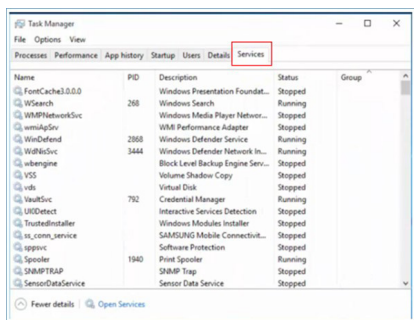 Task Manager
File Options View
Processes Performance App history Startup Users Details Services
Name PID Description Status Group
FontCache3.0.0.0 Windows Presentation Foundat... Stopped
WSearch 268 Windows Search Running
WMPNetworkSvc Windows Media Player Networ... Stopped
wmiApSrv WMI Performance Adapter Stopped
WinDefend 2868 Windows Defender Service Running
WdNisSvc 3444 Windows Defender Network In... Running
wbengine Block Level Backup Engine Serv... Stopped
VSS Volume Shadow Copy Stopped
vds Virtual Disk Stopped
VaultSvc 792 Credential Manager Running
UI0Detect Interactive Services Detection Stopped
TrustedInstaller Windows Modules Installer Stopped
ss_conn_service SAMSUNG Mobile Connectivit... Stopped
sppsvc Software Protection Stopped
Spooler 1940 Print Spooler Running
SNMPTRAP SNMP Trap Stopped
SensorDataService Sensor Data Service Stopped
Fewer details Open Services